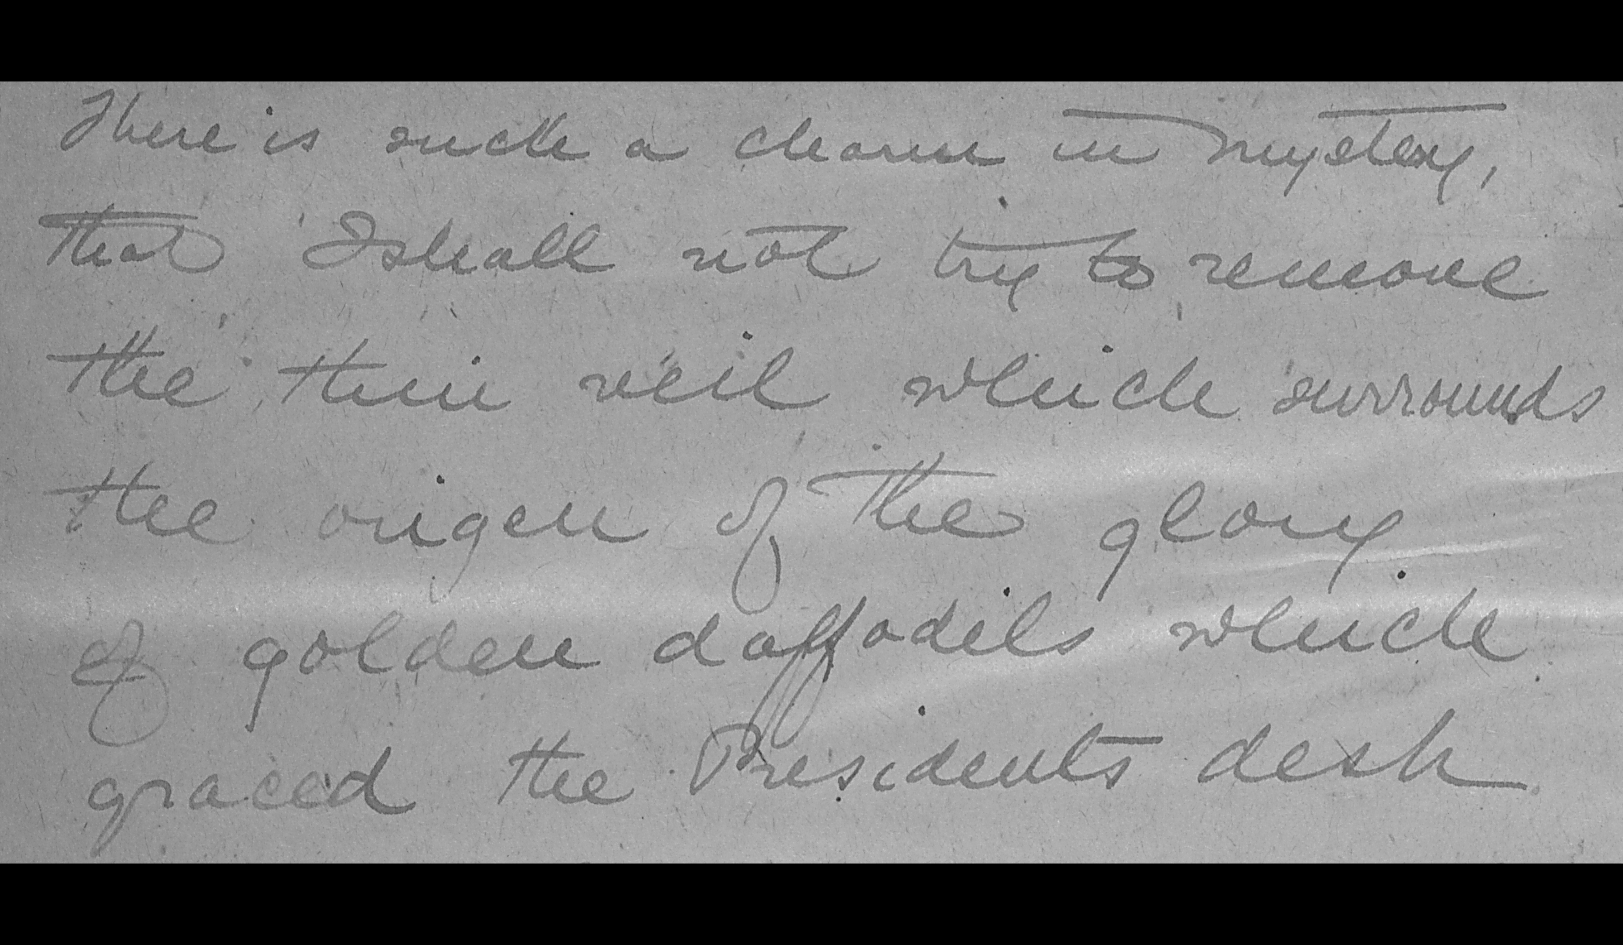 There is such a charm in mystery,
that I shall not try to remove
the thin veil which surrounds
the origen of the glory
of golden daffodils which
graced the Presidents desk